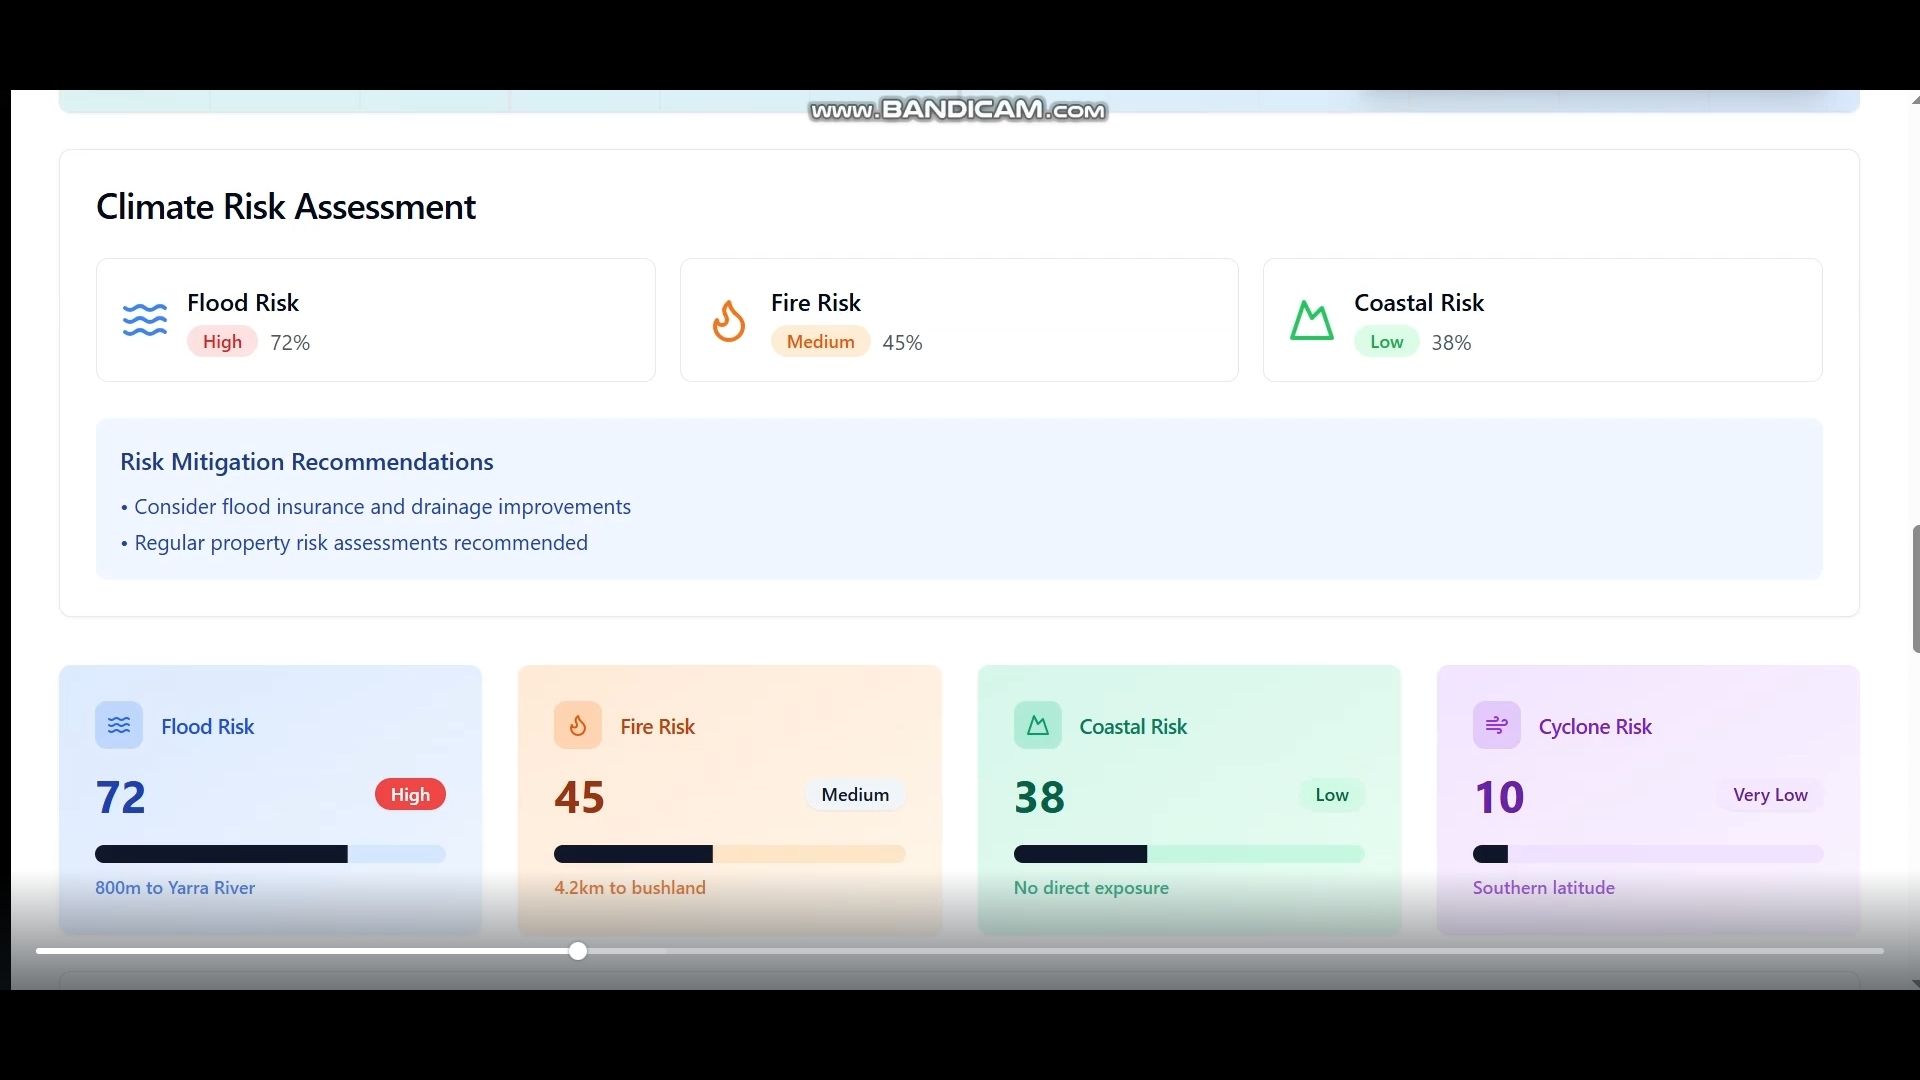 www.BANDICAM.com
Climate Risk Assessment
Flood Risk
High 72%
Fire Risk
Medium 45%
Coastal Risk
Low 38%
Risk Mitigation Recommendations
• Consider flood insurance and drainage improvements
• Regular property risk assessments recommended
Flood Risk
72 High
800m to Yarra River
Fire Risk
45 Medium
4.2km to bushland
Coastal Risk
38 Low
No direct exposure
Cyclone Risk
10 Very Low
Southern latitude